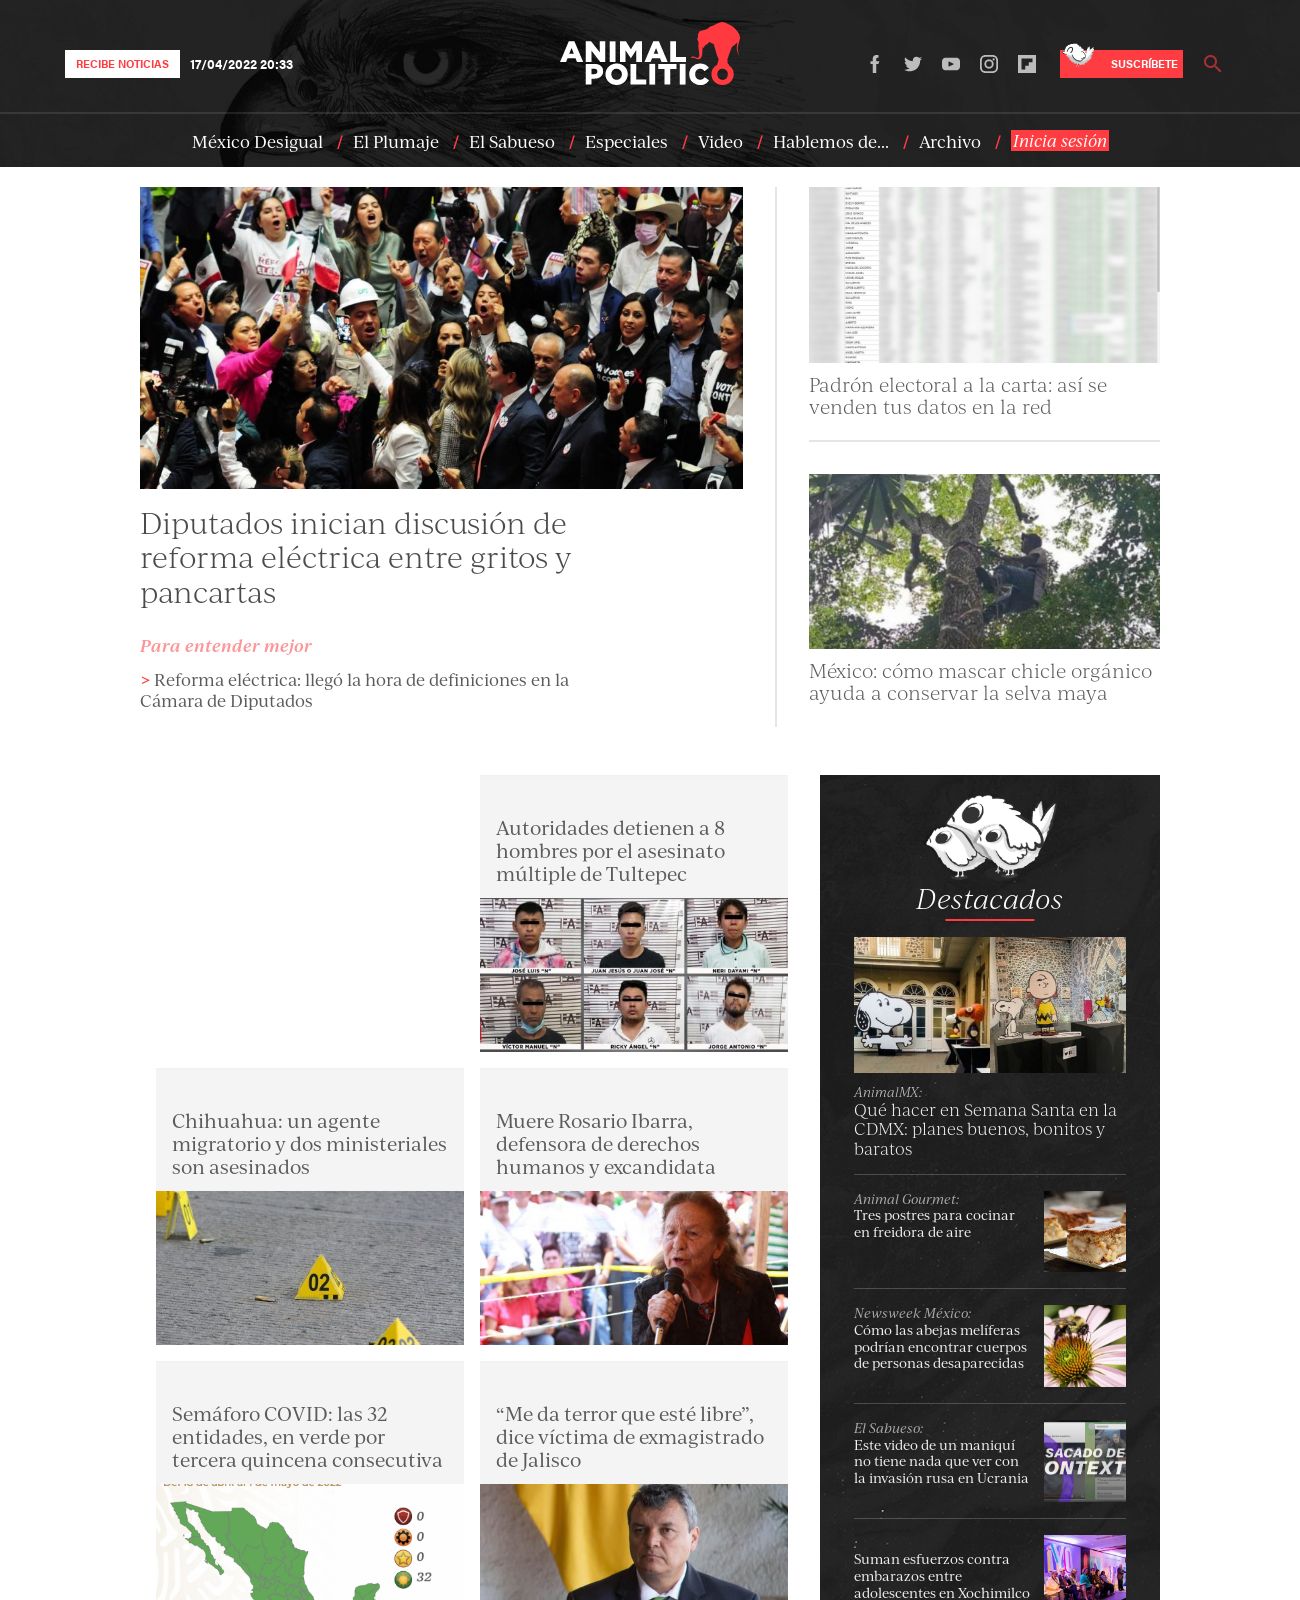 RECIBE NOTICIAS
17/04/2022 20:33
ANIMAL
POLITICO
SUSCRÍBETE
México Desigual / El Plumaje / El Sabueso / Especiales / Video / Hablemos de... / Archivo / Inicia sesión
Diputados inician discusión de
reforma eléctrica entre gritos y
pancartas
Para entender mejor
> Reforma eléctrica: llegó la hora de definiciones en la
Cámara de Diputados
Padrón electoral a la carta: así se
venden tus datos en la red
México: cómo mascar chicle orgánico
ayuda a conservar la selva maya
Autoridades detienen a 8
hombres por el asesinato
múltiple de Tultepec
JOSÉ LUIS "N" JUAN JESÚS O JUAN JOSÉ "N" NERI DAYAMI "N"
VÍCTOR MANUEL "N" RICKY ÁNGEL "N" JORGE ANTONIO "N"
Chihuahua: un agente
migratorio y dos ministeriales
son asesinados
02
Muere Rosario Ibarra,
defensora de derechos
humanos y excandidata
Semáforo COVID: las 32
entidades, en verde por
tercera quincena consecutiva
0
0
0
32
“Me da terror que esté libre”,
dice víctima de exmagistrado
de Jalisco
Destacados
AnimalMX:
Qué hacer en Semana Santa en la
CDMX: planes buenos, bonitos y
baratos
Animal Gourmet:
Tres postres para cocinar
en freidora de aire
Newsweek México:
Cómo las abejas melíferas
podrían encontrar cuerpos
de personas desaparecidas
El Sabueso:
Este video de un maniquí
no tiene nada que ver con
la invasión rusa en Ucrania
SACADO DE
ONTEXT
:
Suman esfuerzos contra
embarazos entre
adolescentes en Xochimilco